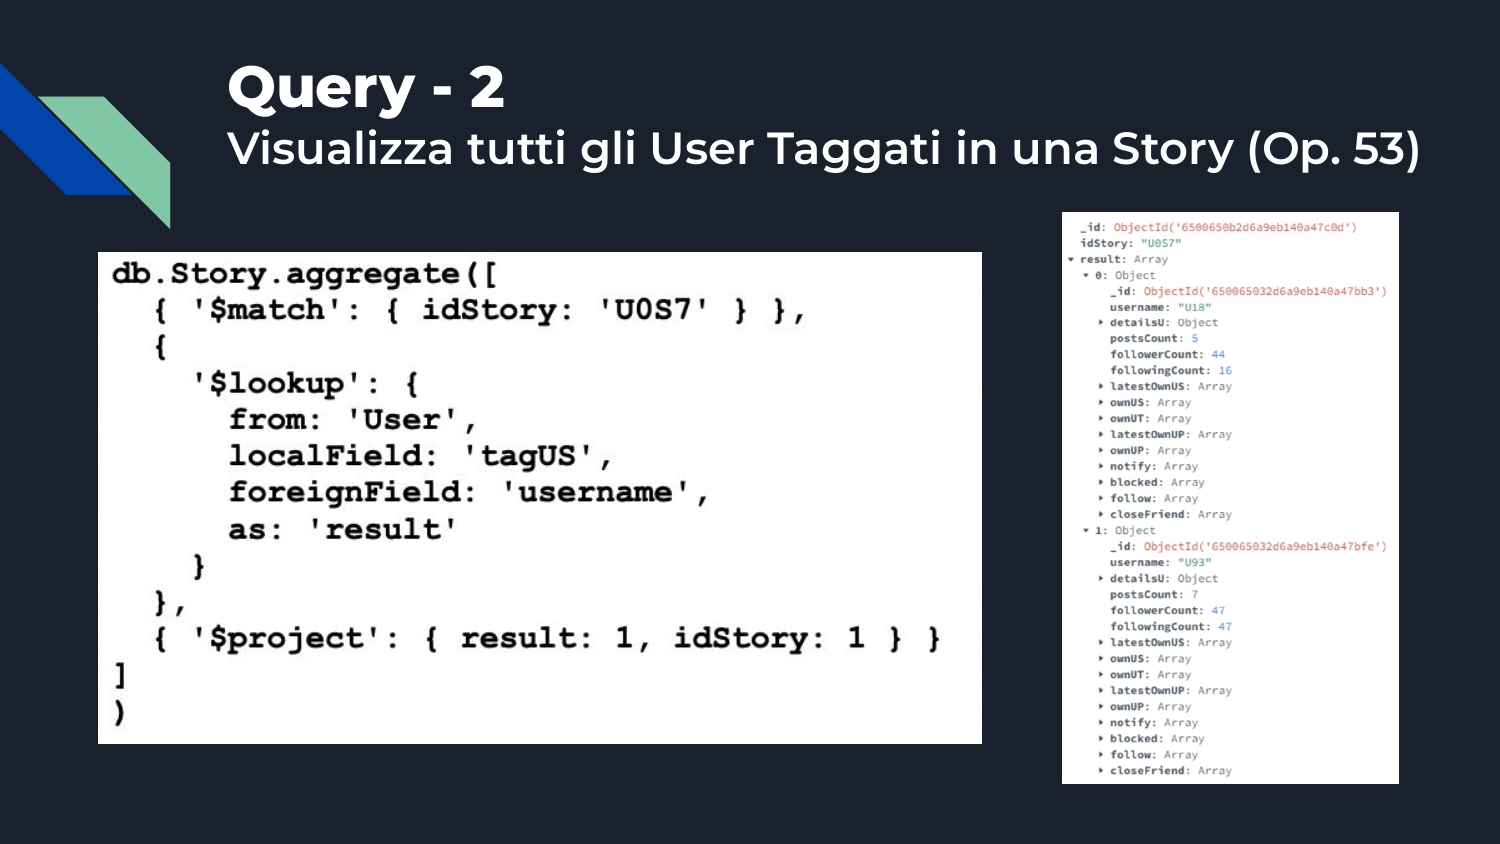 Query - 2
Visualizza tutti gli User Taggati in una Story (Op. 53)
db.Story.aggregate([
  { '$match': { idStory: 'U0S7' } },
  {
    '$lookup': {
      from: 'User',
      localField: 'tagUS',
      foreignField: 'username',
      as: 'result'
    }
  },
  { '$project': { result: 1, idStory: 1 } }
]
)
_id: ObjectId('6500650b2d6a9eb140a47c0d')
idStory: "U0S7"
result: Array
0: Object
_id: ObjectId('650065032d6a9eb140a47bb3')
username: "U18"
detailsU: Object
postsCount: 5
followerCount: 44
followingCount: 16
latestOwnUS: Array
ownUS: Array
ownUT: Array
latestOwnUP: Array
ownUP: Array
notify: Array
blocked: Array
follow: Array
closeFriend: Array
1: Object
_id: ObjectId('650065032d6a9eb140a47bfe')
username: "U93"
detailsU: Object
postsCount: 7
followerCount: 47
followingCount: 47
latestOwnUS: Array
ownUS: Array
ownUT: Array
latestOwnUP: Array
ownUP: Array
notify: Array
blocked: Array
follow: Array
closeFriend: Array